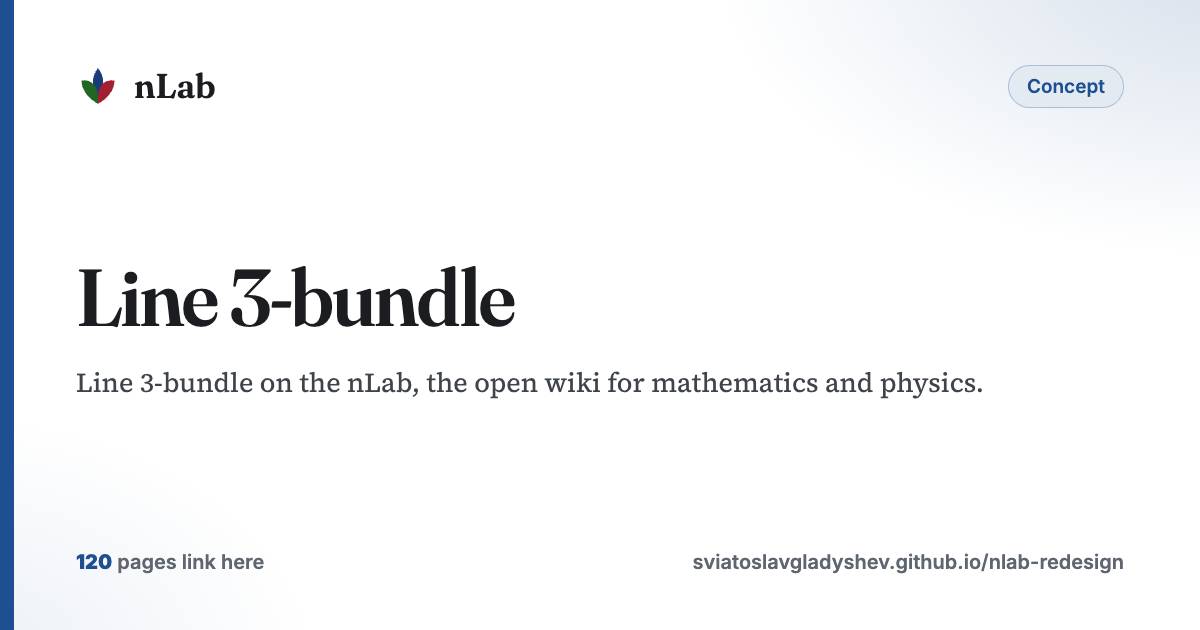 nLab
Concept
Line 3-bundle
Line 3-bundle on the nLab, the open wiki for mathematics and physics.
120 pages link here
sviatoslavgladyshev.github.io/nlab-redesign